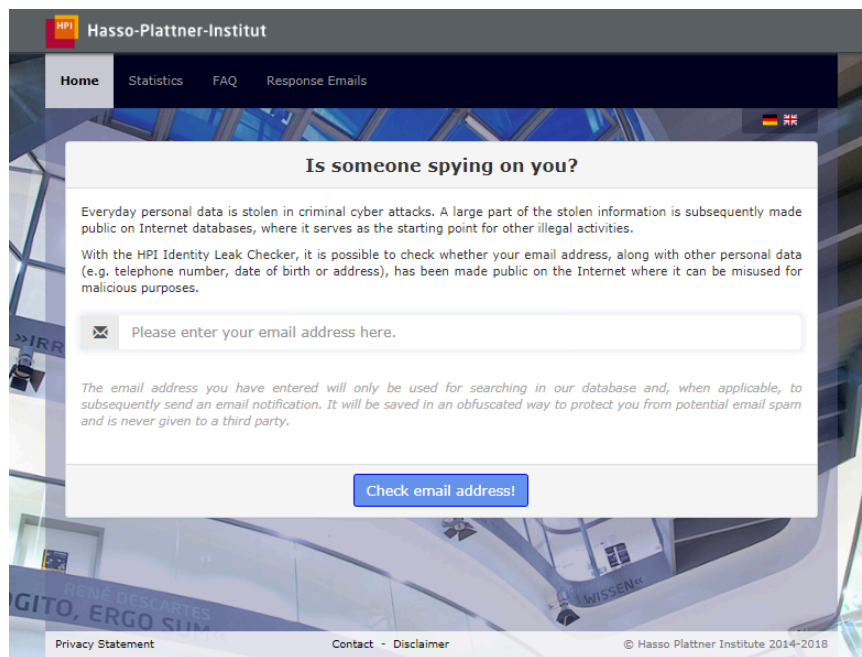 HPI Hasso-Plattner-Institut
Home Statistics FAQ Response Emails
Is someone spying on you?
Everyday personal data is stolen in criminal cyber attacks. A large part of the stolen information is subsequently made
public on Internet databases, where it serves as the starting point for other illegal activities.
With the HPI Identity Leak Checker, it is possible to check whether your email address, along with other personal data
(e.g. telephone number, date of birth or address), has been made public on the Internet where it can be misused for
malicious purposes.
»IRR
Please enter your email address here.
The email address you have entered will only be used for searching in our database and, when applicable, to
subsequently send an email notification. It will be saved in an obfuscated way to protect you from potential email spam
and is never given to a third party.
Check email address!
RENÉ DESCARTES
OGITO, ERGO SUM«
WISSEN«
Privacy Statement Contact - Disclaimer © Hasso Plattner Institute 2014-2018